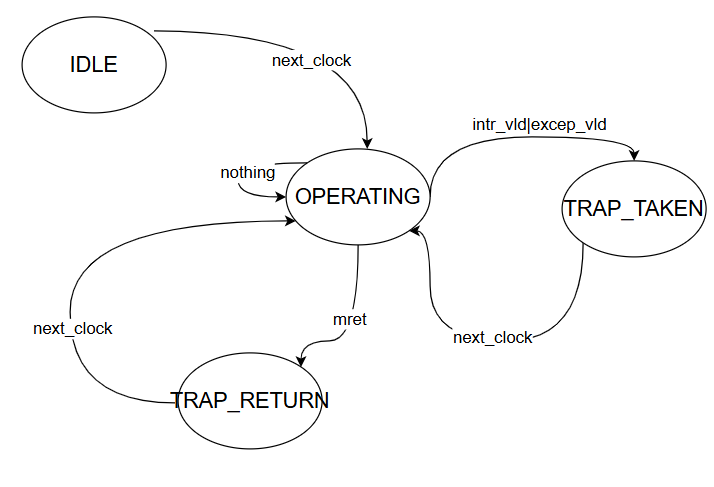 IDLE
next_clock
intr_vld|excep_vld
nothing
OPERATING
TRAP_TAKEN
mret
next_clock
next_clock
TRAP_RETURN